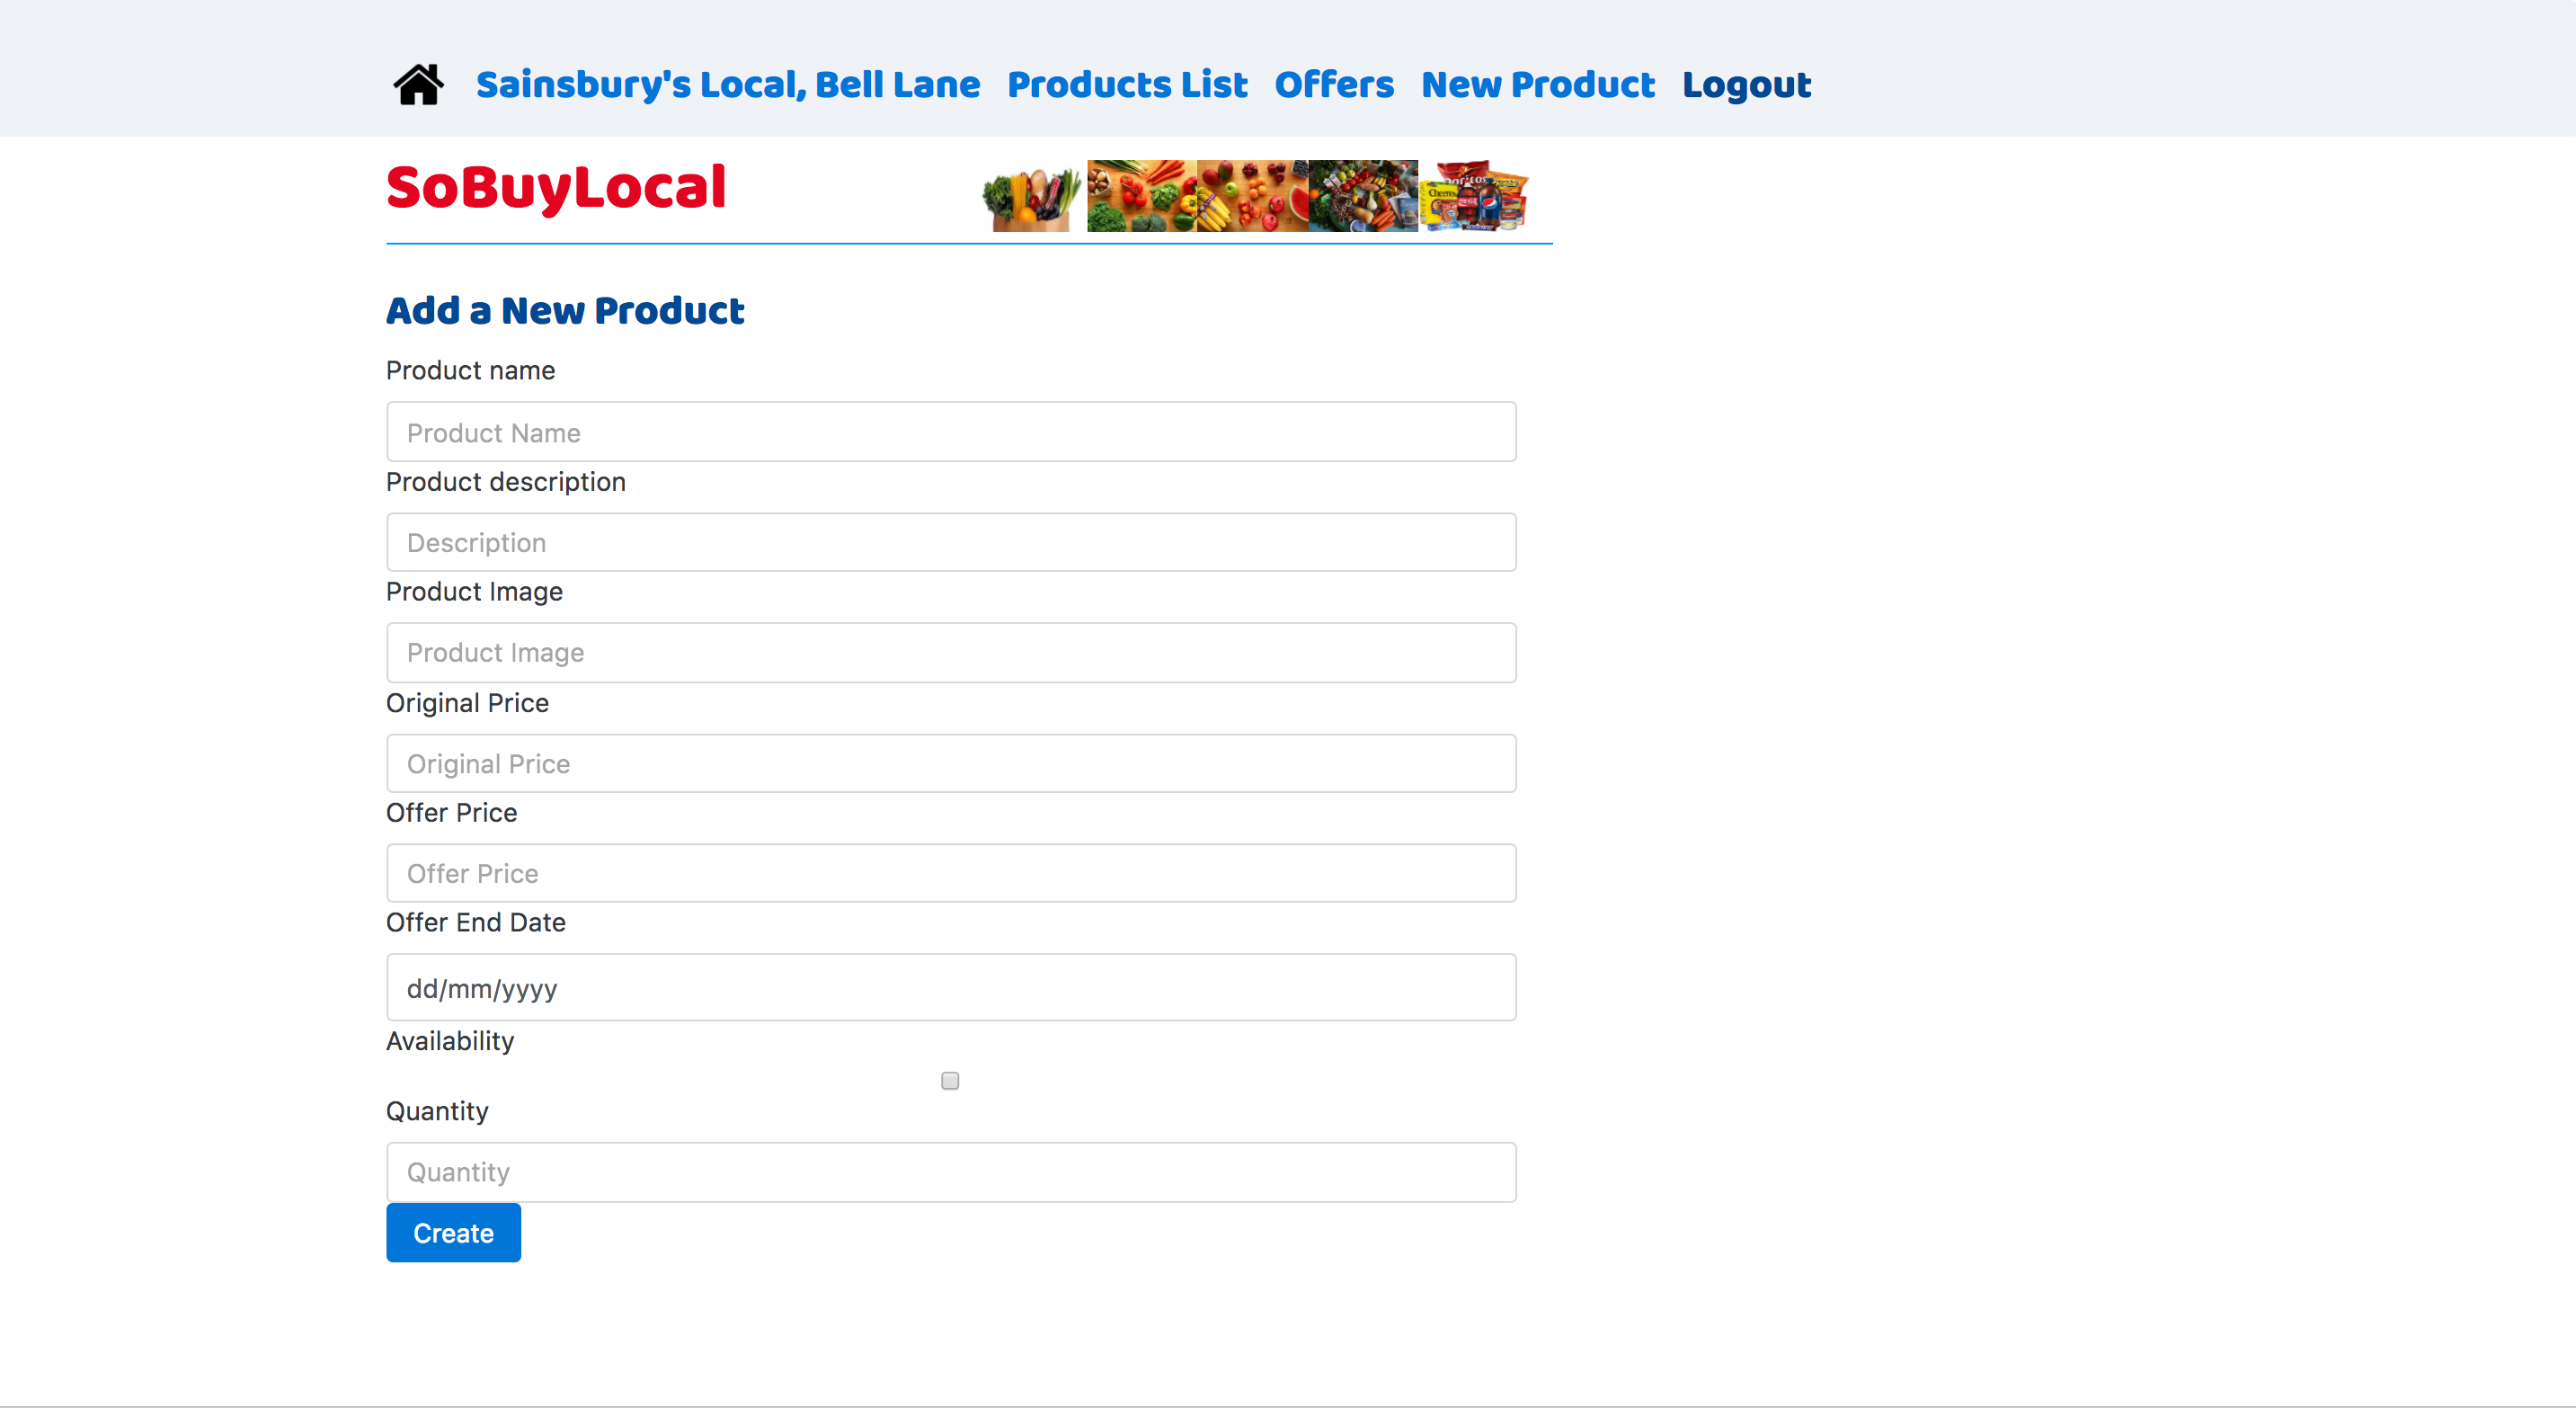 Sainsbury's Local, Bell Lane Products List Offers New Product Logout
SoBuyLocal
Add a New Product
Product name
Product Name
Product description
Description
Product Image
Product Image
Original Price
Original Price
Offer Price
Offer Price
Offer End Date
dd/mm/yyyy
Availability
Quantity
Quantity
Create